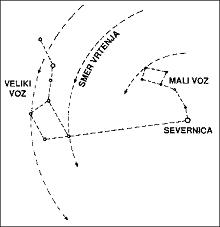 VELIKI
VOZ
SMER VRTENJA
MALI VOZ
SEVERNICA